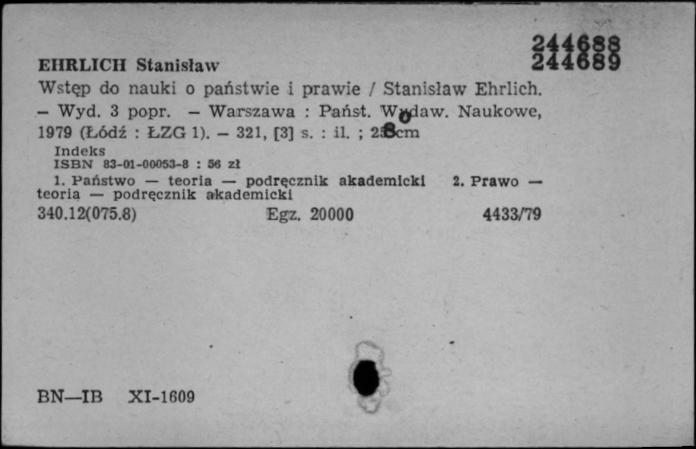 244688
244689
EHRLICH Stanisław
Wstęp do nauki o państwie i prawie / Stanisław Ehrlich.
— Wyd. 3 popr. — Warszawa : Państ. Wydaw. Naukowe,
1979 (Łódź : ŁZG 1). — 321, [3] s. : il. ; cm
Indeks
ISBN 83-01-00053-8 : 56 zł
1. Państwo — teoria — podręcznik akademicki 2. Prawo —
teoria — podręcznik akademicki
340.12(075.8) Egz. 20000 4433/79
BN—IB XI-1609